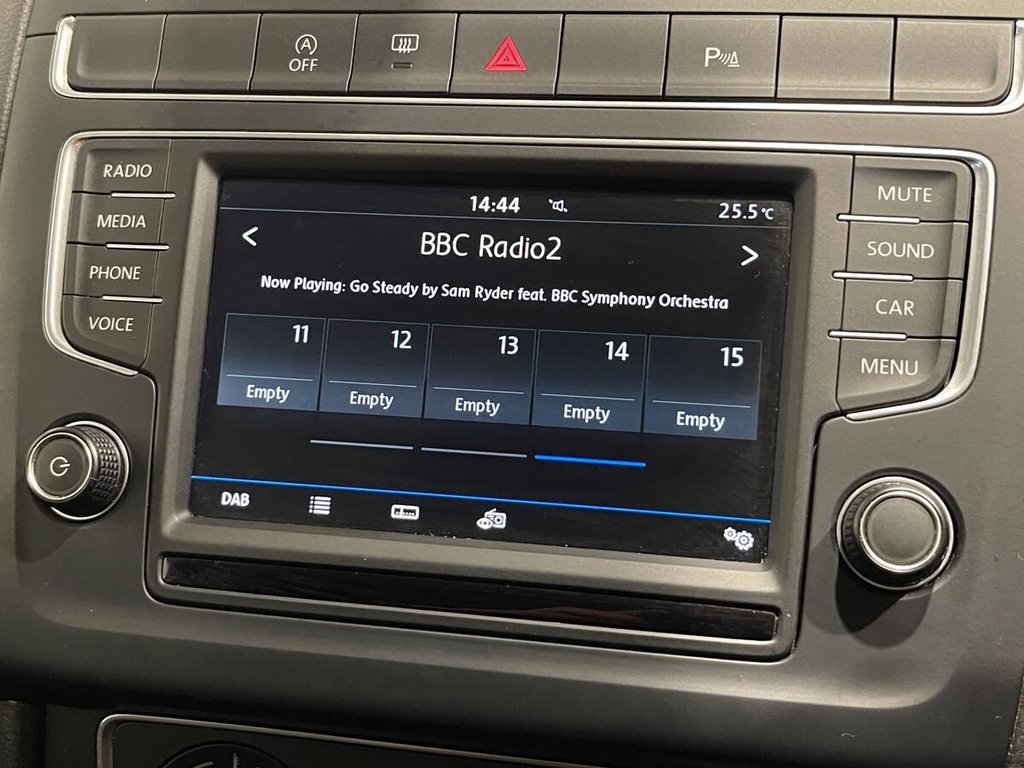 OFF
P
RADIO
MEDIA
PHONE
VOICE
MUTE
SOUND
CAR
MENU
14:44
25.5°C
< BBC Radio2 >
Now Playing: Go Steady by Sam Ryder feat. BBC Symphony Orchestra
11 12 13 14 15
Empty Empty Empty Empty Empty
DAB